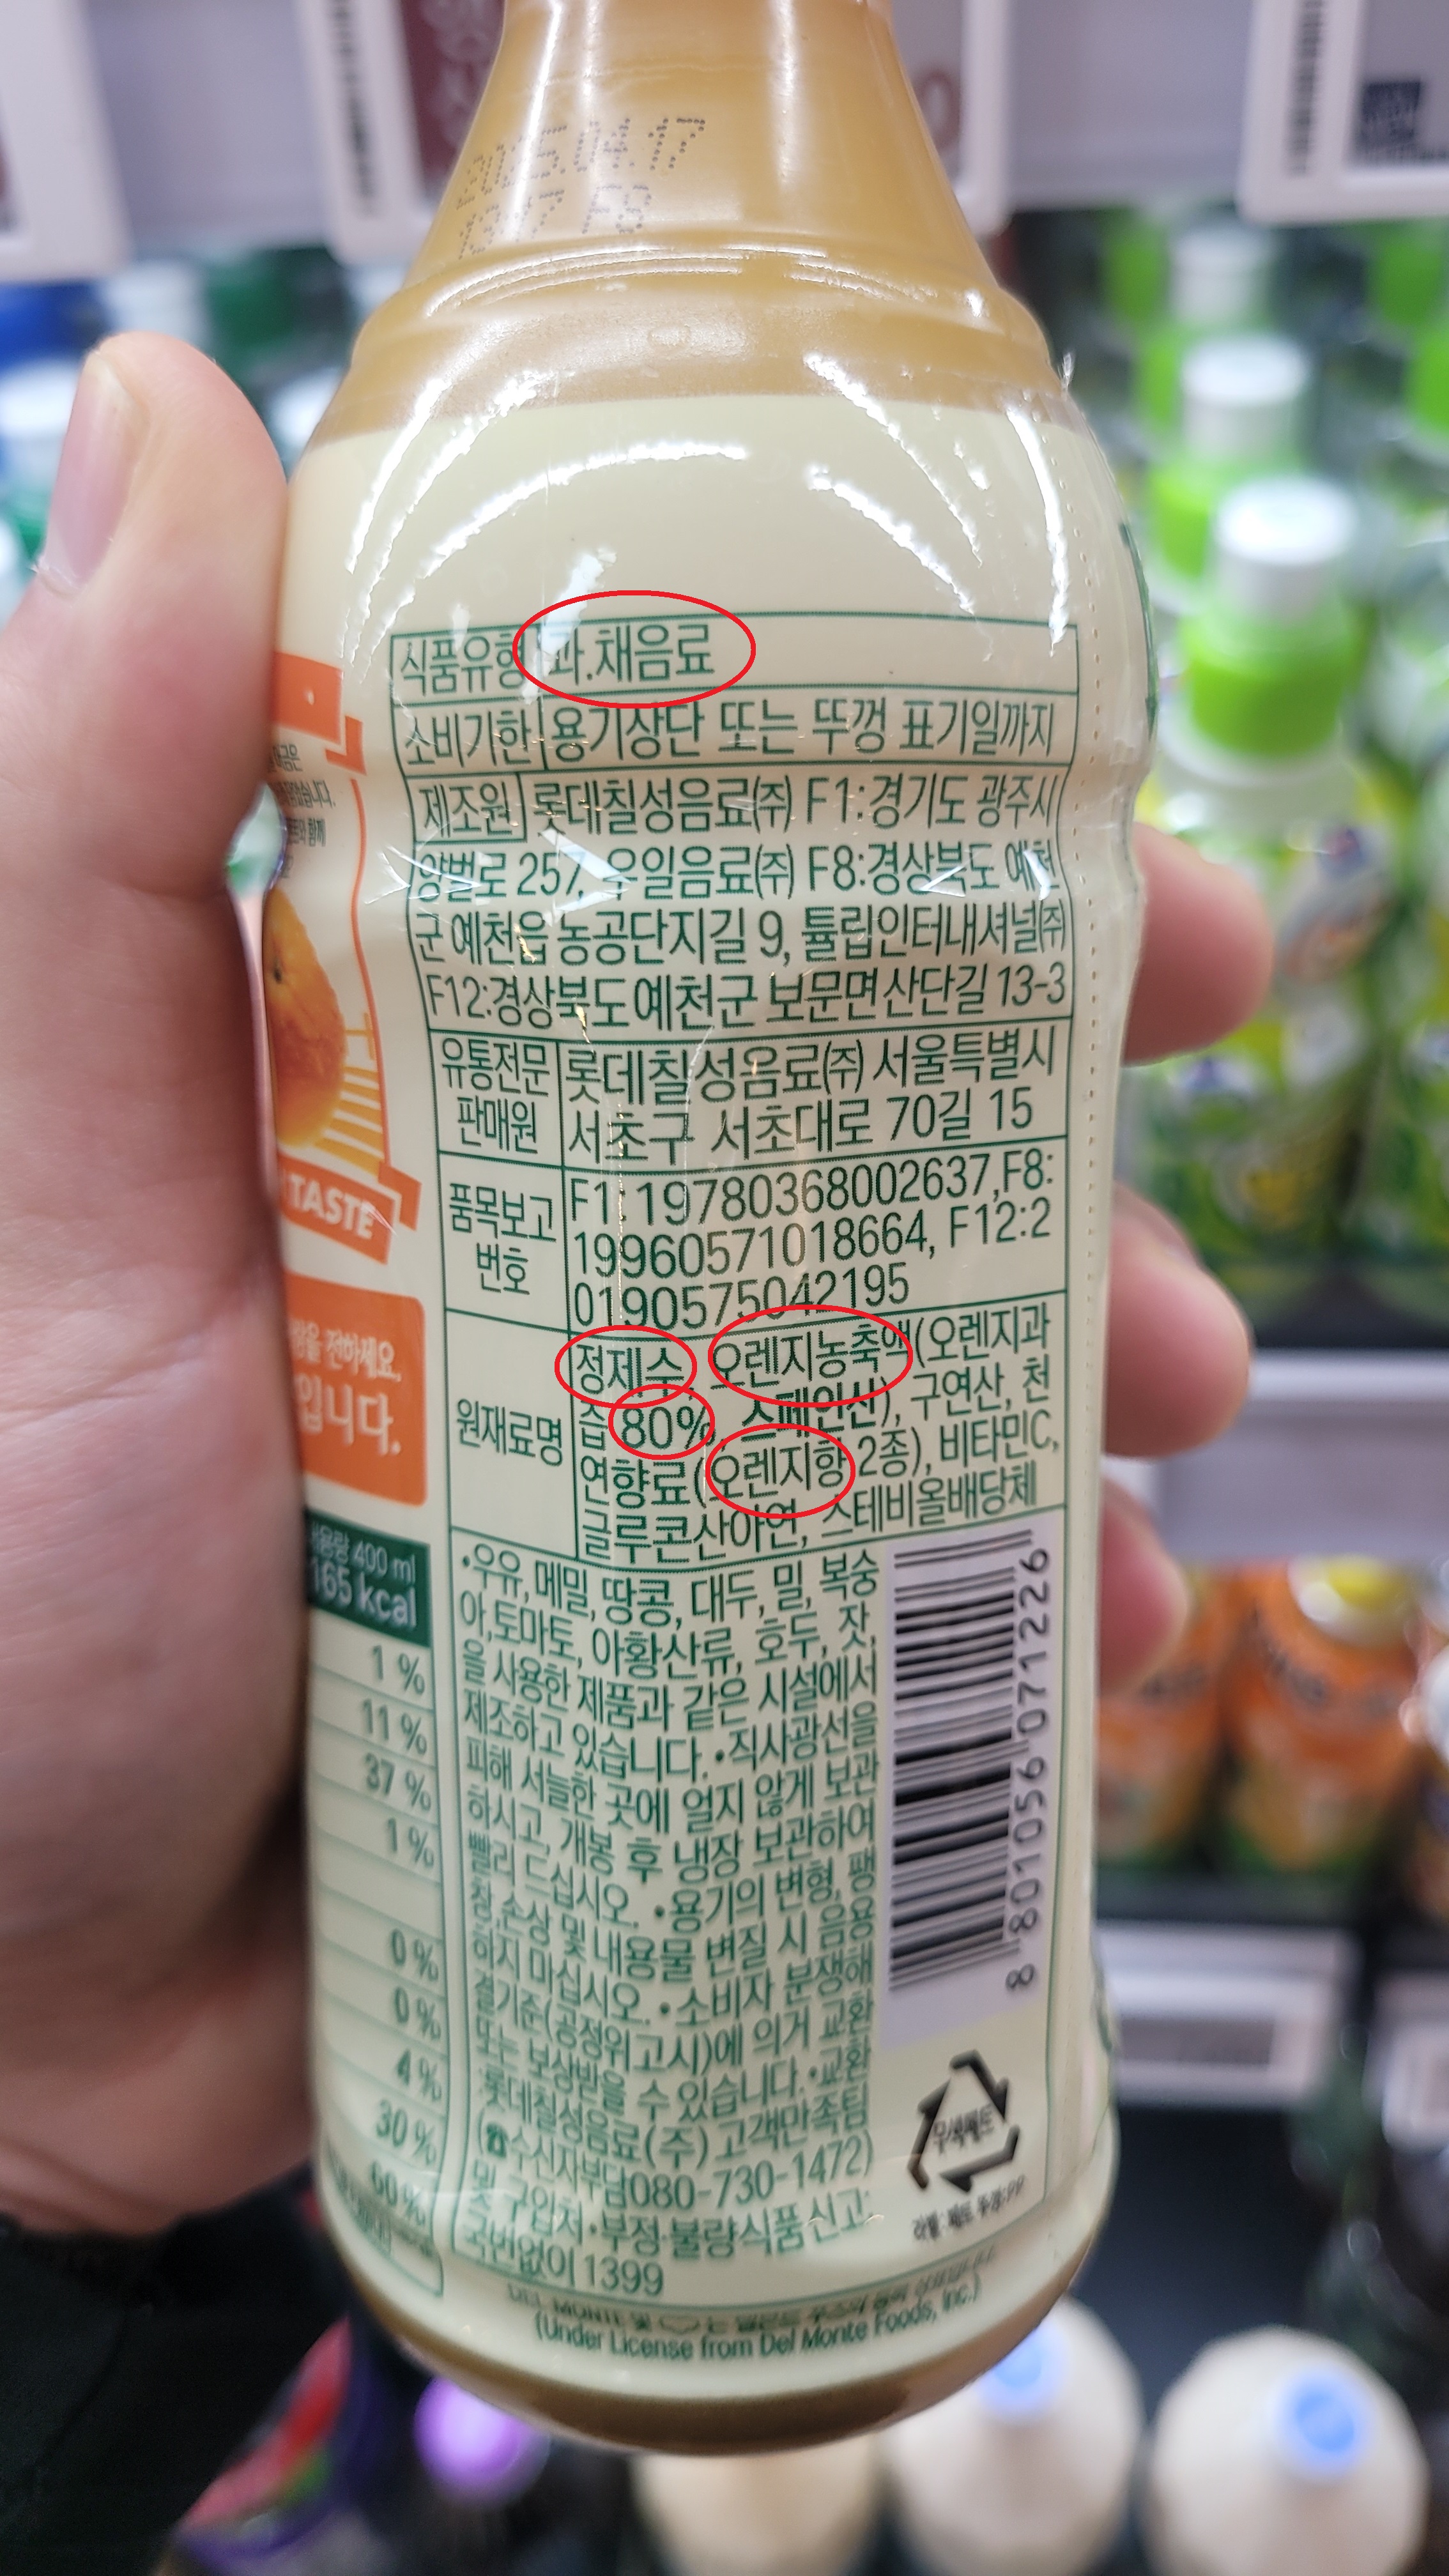 2025.04.17
F8
식품유형 과.채음료
소비기한 용기상단 또는 뚜껑 표기일까지
제조원 롯데칠성음료(주) F1:경기도 광주시
양벌로 257, 우일음료(주) F8:경상북도 예천
군 예천읍 농공단지길 9, 튤립인터내셔널(주)
F12:경상북도 예천군 보문면 산단길 13-3
유통전문
판매원
롯데칠성음료(주) 서울특별시
서초구 서초대로 70길 15
품목보고
번호
F1:19780368002637,F8:
19960571018664, F12:2
0190575042195
원재료명
정제수, 오렌지농축액(오렌지과
즙 80%, 스페인산), 구연산, 천
연향료(오렌지향 2종), 비타민C,
글루콘산아연, 스테비올배당체
•우유, 메밀, 땅콩, 대두, 밀, 복숭
아, 토마토, 아황산류, 호두, 잣,
을 사용한 제품과 같은 시설에서
제조하고 있습니다. •직사광선을
피해 서늘한 곳에 얼지 않게 보관
하시고, 개봉 후 냉장 보관하여
빨리 드십시오. •용기의 변형, 팽
창, 손상 및 내용물 변질 시 음용
하지 마십시오. •소비자 분쟁해
결기준(공정위고시)에 의거 교환
또는 보상받을 수 있습니다. •교환
롯데칠성음료(주) 고객만족팀
(☎수신자부담080-730-1472)
및 구입처 •부정·불량식품 신고:
국번없이 1399
8 801056 071226
무색페트
(Under License from Del Monte Foods, Inc.)
TASTE
전하세요.
입니다.
400 ml
165 kcal
1 %
11 %
37 %
1 %
0 %
0 %
4 %
30 %
60 %